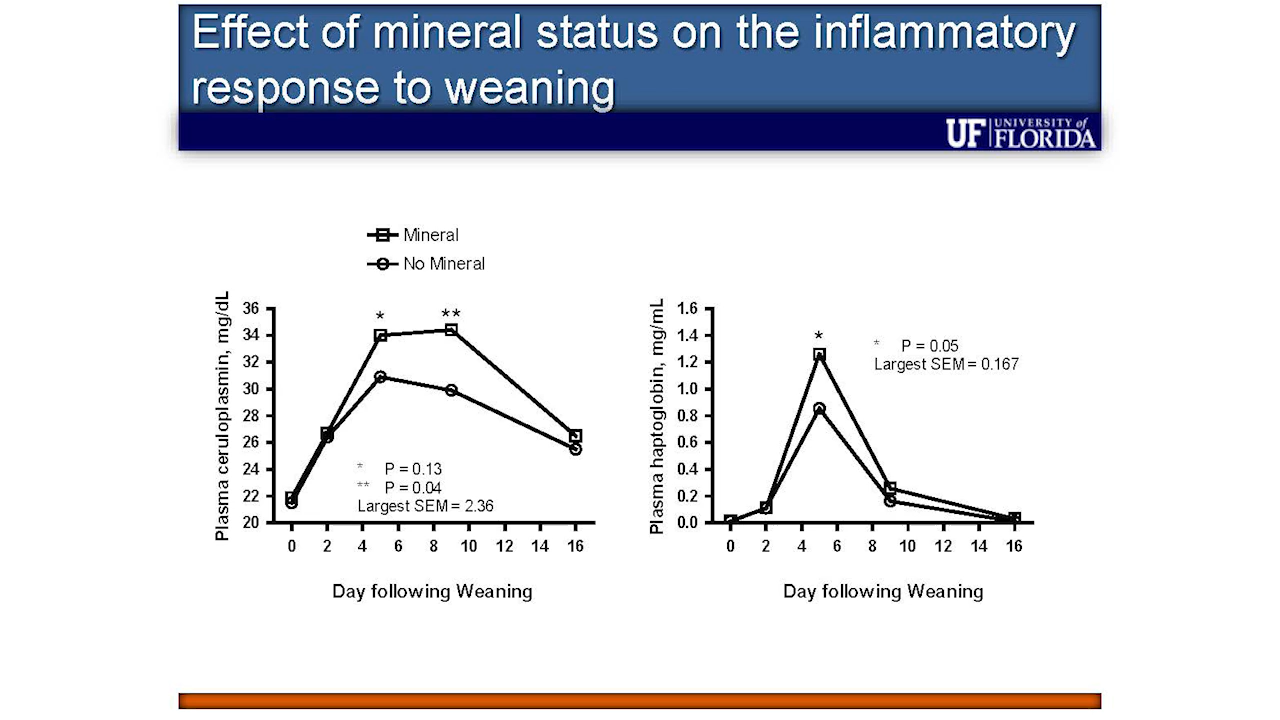 Effect of mineral status on the inflammatory
response to weaning
UF UNIVERSITY of
FLORIDA
Mineral
No Mineral
Plasma ceruloplasmin, mg/dL
36
34
32
30
28
26
24
22
20
* **
* P = 0.13
** P = 0.04
Largest SEM = 2.36
0 2 4 6 8 10 12 14 16
Day following Weaning
Plasma haptoglobin, mg/mL
1.6
1.4
1.2
1.0
0.8
0.6
0.4
0.2
0.0
*
* P = 0.05
Largest SEM = 0.167
0 2 4 6 8 10 12 14 16
Day following Weaning